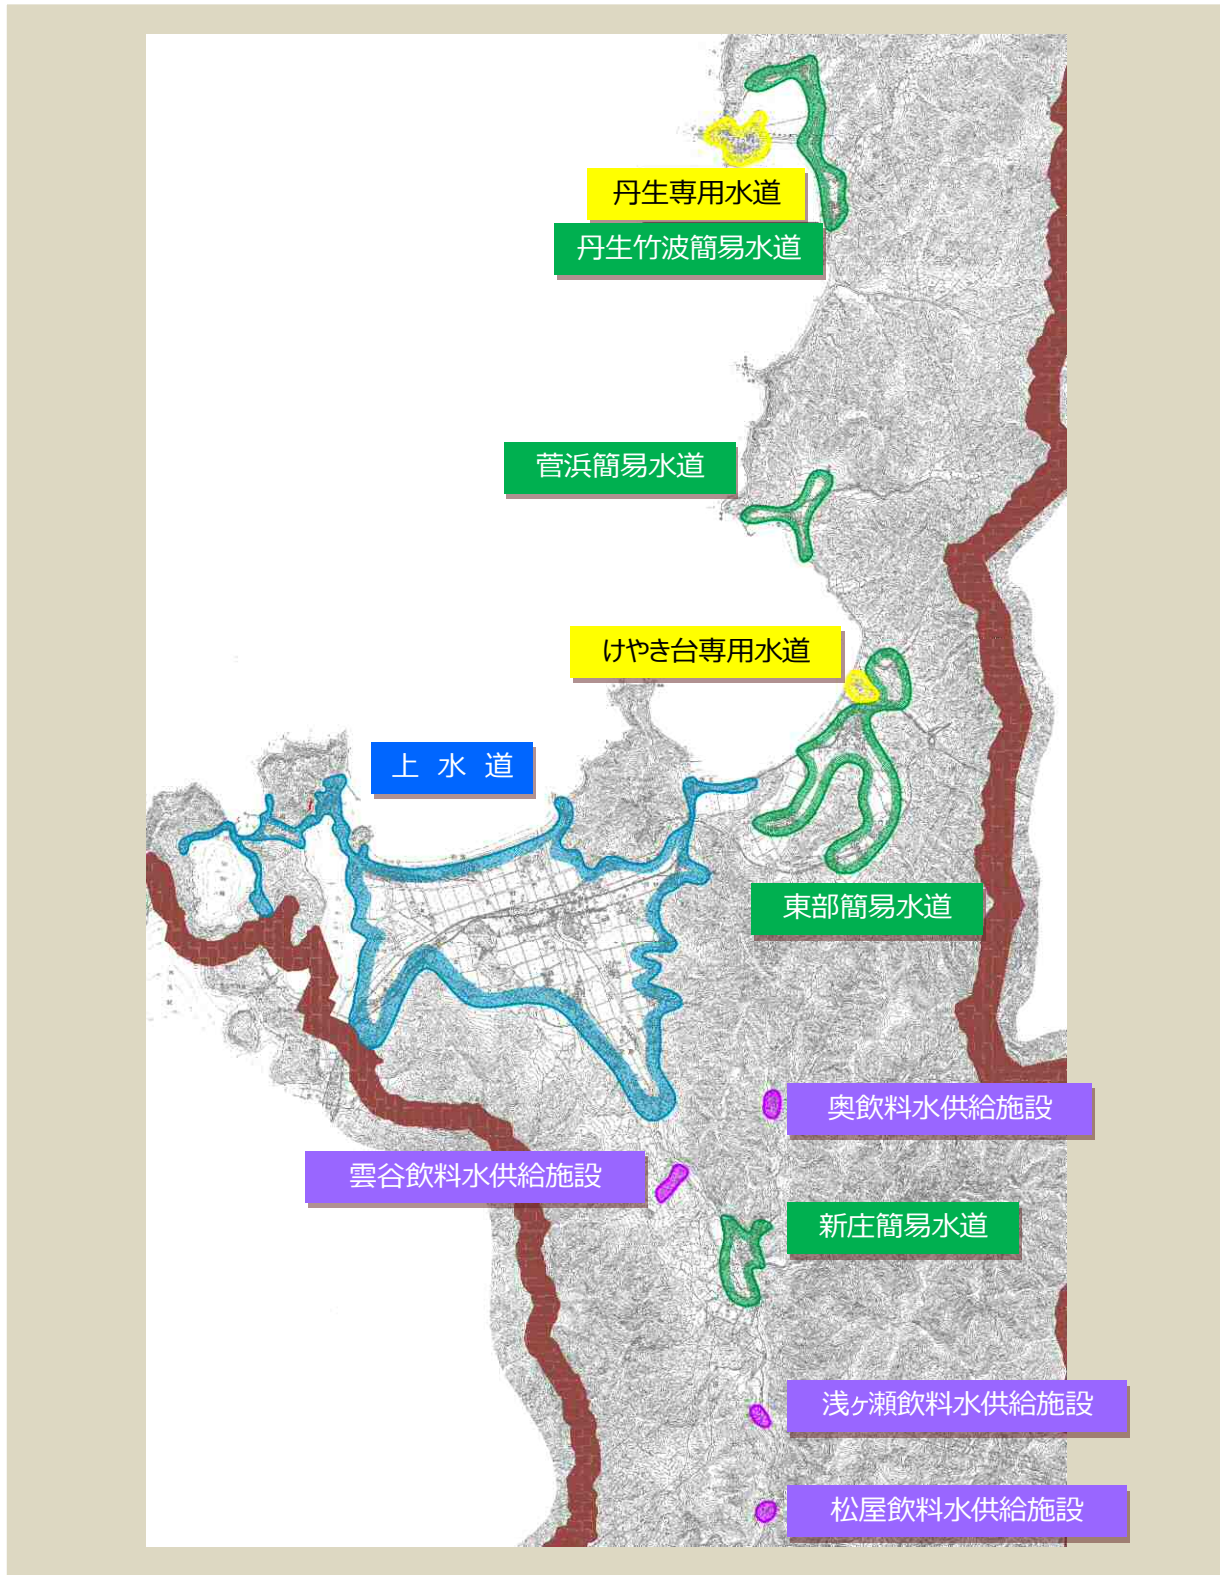 丹生専用水道
丹生竹波簡易水道
菅浜簡易水道
けやき台専用水道
上 水 道
東部簡易水道
奥飲料水供給施設
雲谷飲料水供給施設
新庄簡易水道
浅ヶ瀬飲料水供給施設
松屋飲料水供給施設